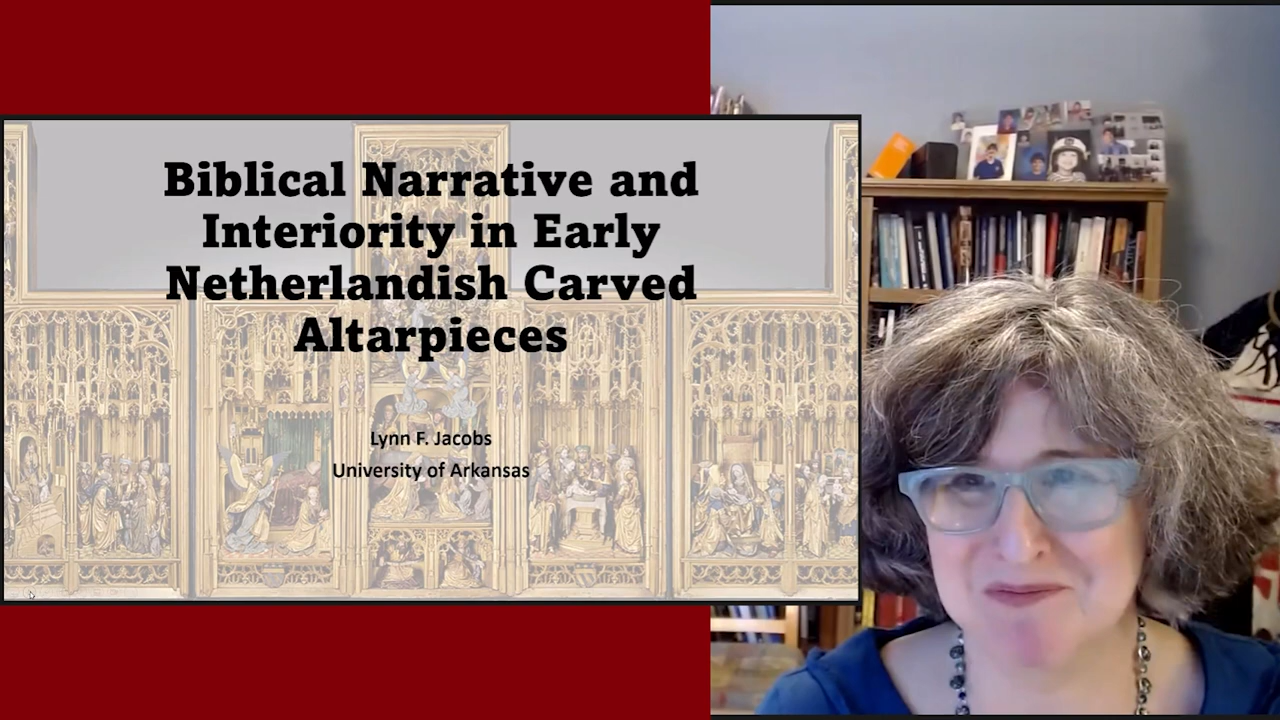 Biblical Narrative and
Interiority in Early
Netherlandish Carved
Altarpieces
Lynn F. Jacobs
University of Arkansas